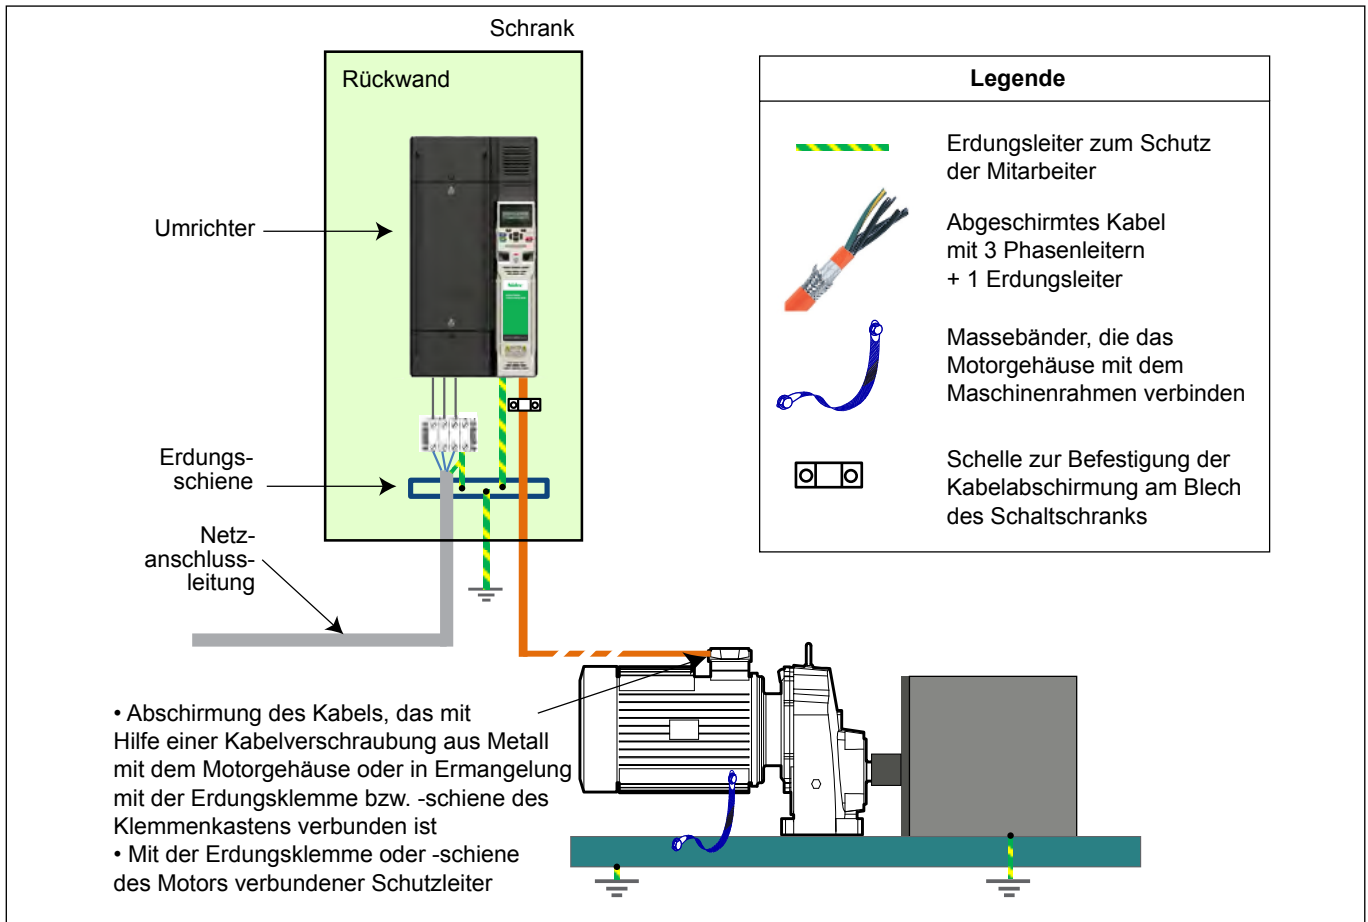 Schrank
Rückwand
Umrichter
Erdungs-
schiene
Netz-
anschluss-
leitung
Legende
Erdungsleiter zum Schutz
der Mitarbeiter
Abgeschirmtes Kabel
mit 3 Phasenleitern
+ 1 Erdungsleiter
Massebänder, die das
Motorgehäuse mit dem
Maschinenrahmen verbinden
Schelle zur Befestigung der
Kabelabschirmung am Blech
des Schaltschranks
• Abschirmung des Kabels, das mit
Hilfe einer Kabelverschraubung aus Metall
mit dem Motorgehäuse oder in Ermangelung
mit der Erdungsklemme bzw. -schiene des
Klemmenkastens verbunden ist
• Mit der Erdungsklemme oder -schiene
des Motors verbundener Schutzleiter